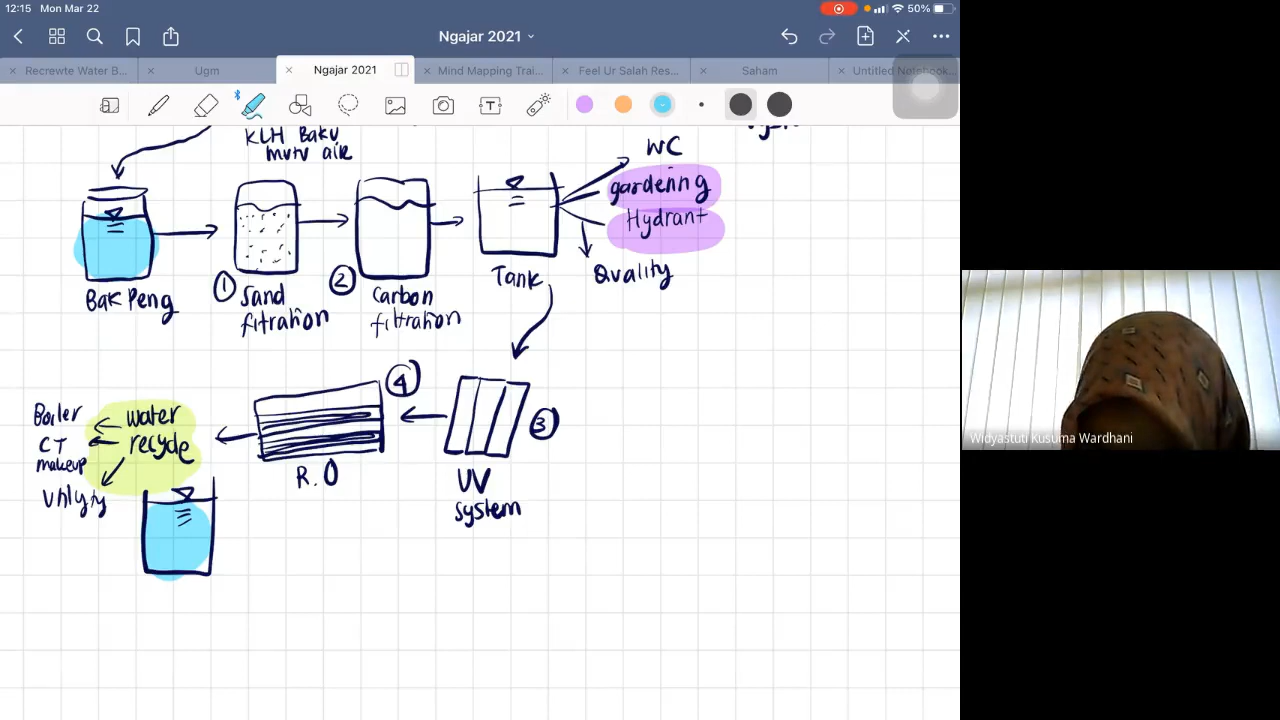 12:15 Mon Mar 22
50%
Ngajar 2021
Recrewte Water B...
Ugm
Ngajar 2021
Mind Mapping Trai...
Feel Ur Salah Res...
Saham
Untitled Notebook...
KLH Baku
mutu air
WC
gardening
Hydrant
Quality
Bak Peng
1
Sand
filtration
2
Carbon
filtration
Tank
Boiler
CT
makeup
water
recycle
4
R.O
3
UV
system
Widyastuti Kusuma Wardhani